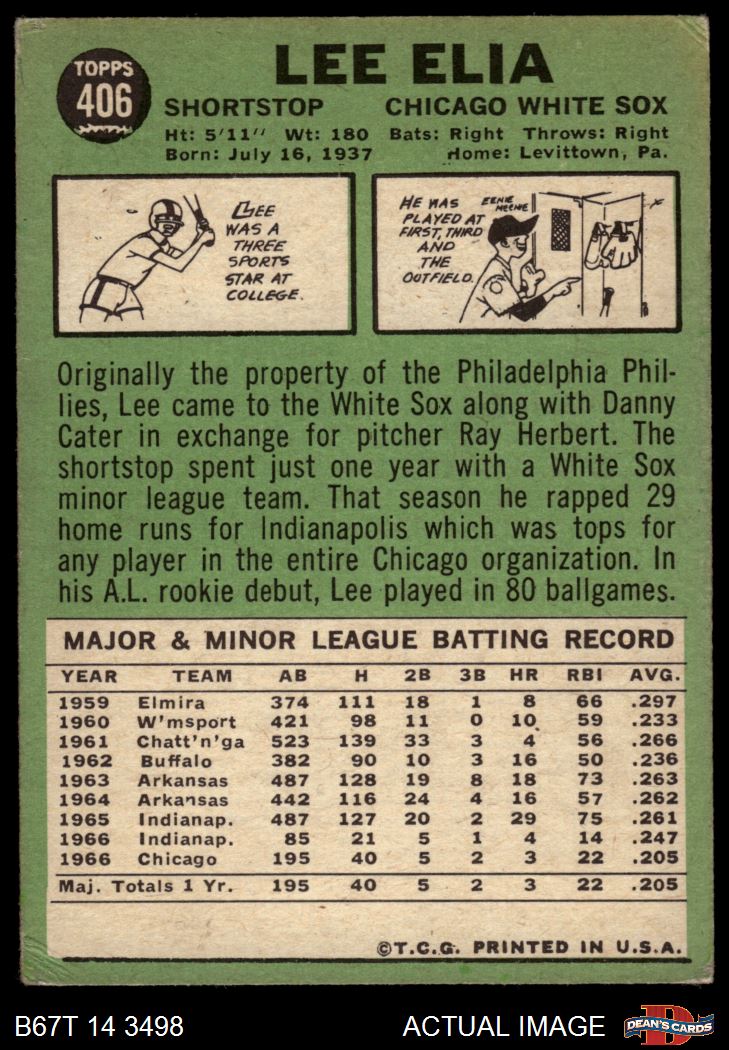 TOPPS
406
LEE ELIA
SHORTSTOP CHICAGO WHITE SOX
Ht: 5'11" Wt: 180 Bats: Right Throws: Right
Born: July 16, 1937 Home: Levittown, Pa.
LEE
WAS A
THREE
SPORTS
STAR AT
COLLEGE.
HE HAS
PLAYED AT
FIRST, THIRD
AND
THE
OUTFIELD.
EENIE
MEENIE
Originally the property of the Philadelphia Phil-
lies, Lee came to the White Sox along with Danny
Cater in exchange for pitcher Ray Herbert. The
shortstop spent just one year with a White Sox
minor league team. That season he rapped 29
home runs for Indianapolis which was tops for
any player in the entire Chicago organization. In
his A.L. rookie debut, Lee played in 80 ballgames.
MAJOR & MINOR LEAGUE BATTING RECORD
YEAR TEAM AB H 2B 3B HR RBI AVG.
1959 Elmira 374 111 18 1 8 66 .297
1960 W'msport 421 98 11 0 10 59 .233
1961 Chatt'n'ga 523 139 33 3 4 56 .266
1962 Buffalo 382 90 10 3 16 50 .236
1963 Arkansas 487 128 19 8 18 73 .263
1964 Arkansas 442 116 24 4 16 57 .262
1965 Indianap. 487 127 20 2 29 75 .261
1966 Indianap. 85 21 5 1 4 14 .247
1966 Chicago 195 40 5 2 3 22 .205
Maj. Totals 1 Yr. 195 40 5 2 3 22 .205
©T.C.G. PRINTED IN U.S.A.
B67T 14 3498 ACTUAL IMAGE
D
DEAN'S CARDS